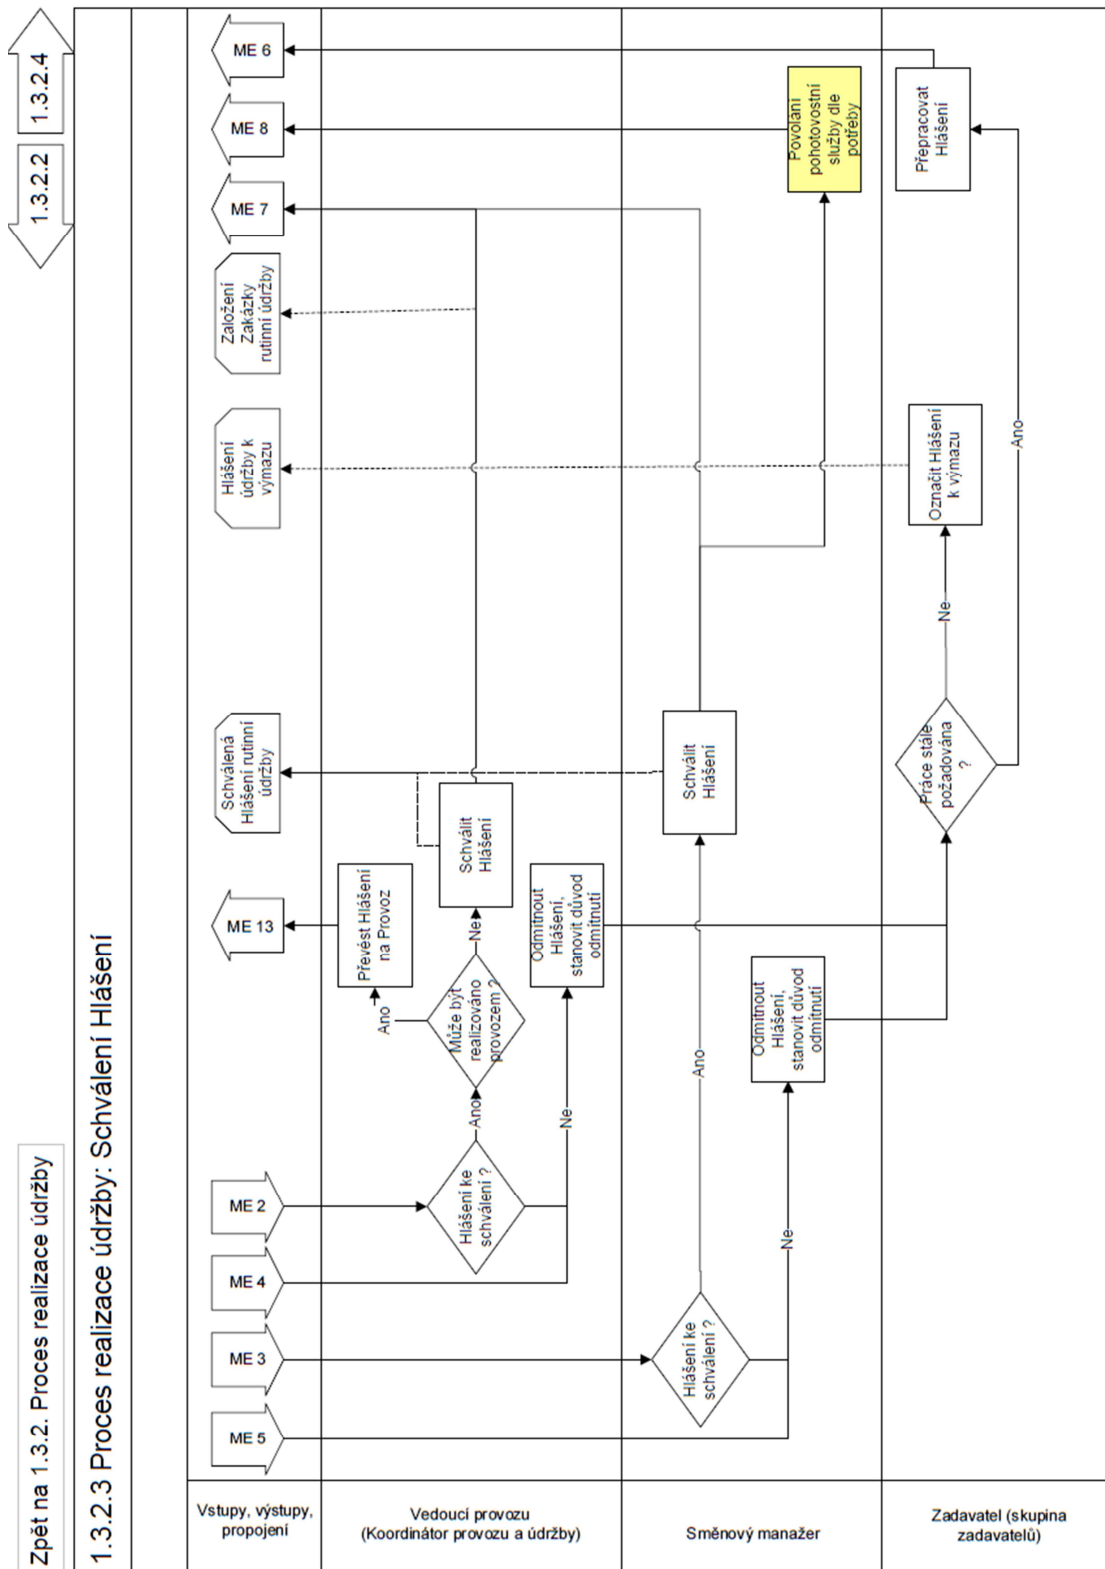 Zpět na 1.3.2. Proces realizace údržby
1.3.2.2
1.3.2.4
1.3.2.3 Proces realizace údržby: Schválení Hlášení
Vstupy, výstupy,
propojení
ME 5
ME 3
ME 4
ME 2
ME 13
Schválená
Hlášení rutinní
údržby
Hlášení
údržby k
výmazu
Založení
Zakázky
rutinní údržby
ME 7
ME 8
ME 6
Vedoucí provozu
(Koordinátor provozu a údržby)
Hlášení ke
schválení ?
Ano
Ne
Může být
realizováno
provozem ?
Ano
Ne
Převést Hlášení
na Provoz
Schválit
Hlášení
Odmítnout
Hlášení,
stanovit důvod
odmítnutí
Směnový manažer
Hlášení ke
schválení ?
Ano
Ne
Odmítnout
Hlášení,
stanovit důvod
odmítnutí
Schválit
Hlášení
Povolání
pohotovostní
služby dle
potřeby
Zadavatel (skupina
zadavatelů)
Práce stále
požadována
?
Ne
Ano
Označit Hlášení
k výmazu
Přepracovat
Hlášení